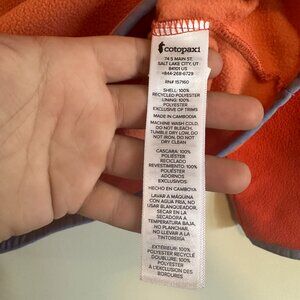 cotopaxi
74 S MAIN ST.
SALT LAKE CITY, UT
84101 US
+844-268-6729
RN# 157160
SHELL: 100%
RECYCLED POLYESTER
LINING: 100%
POLYESTER
EXCLUSIVE OF TRIMS
MADE IN CAMBODIA
MACHINE WASH COLD,
DO NOT BLEACH,
TUMBLE DRY LOW, DO
NOT IRON, DO NOT
DRY CLEAN
CÁSCARA: 100%
POLIÉSTER
RECICLADO
REVESTIMIENTO: 100%
POLIÉSTER
ADORNOS
EXCLUSIVOS
HECHO EN CAMBOYA
LAVAR A MÁQUINA
CON AGUA FRIA, NO
USAR BLANQUEADOR,
SECAR EN LA
SECADORA A
TEMPERATURA BAJA,
NO PLANCHAR,
NO LLEVAR A LA
TINTORERÍA
EXTÉRIEUR: 100%
POLYESTER RECYCLÉ
DOUBLURE: 100%
POLYESTER
À L'EXCLUSION DES
BORDURES